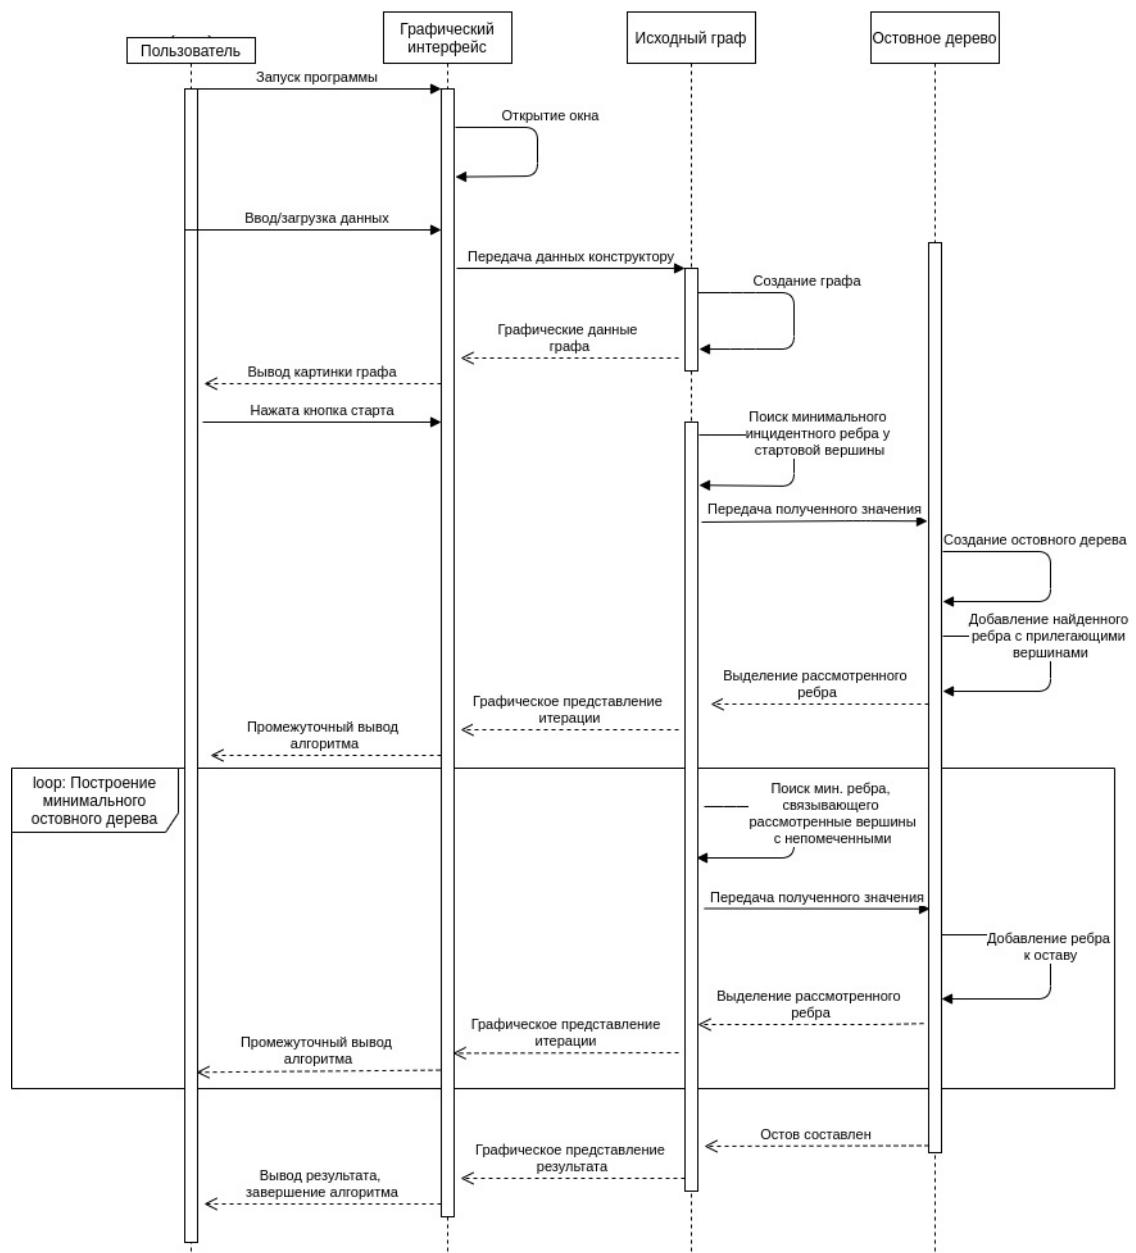 Пользователь
Графический
интерфейс
Исходный граф
Остовное дерево
Запуск программы
Открытие окна
Ввод/загрузка данных
Передача данных конструктору
Создание графа
Графические данные
графа
Вывод картинки графа
Нажата кнопка старта
Поиск минимального
инцидентного ребра у
стартовой вершины
Передача полученного значения
Создание остовного дерева
Добавление найденного
ребра с прилегающими
вершинами
Выделение рассмотренного
ребра
Графическое представление
итерации
Промежуточный вывод
алгоритма
loop: Построение
минимального
остовного дерева
Поиск мин. ребра,
связывающего
рассмотренные вершины
с непомеченными
Передача полученного значения
Добавление ребра
к оставу
Выделение рассмотренного
ребра
Графическое представление
итерации
Промежуточный вывод
алгоритма
Остов составлен
Графическое представление
результата
Вывод результата,
завершение алгоритма